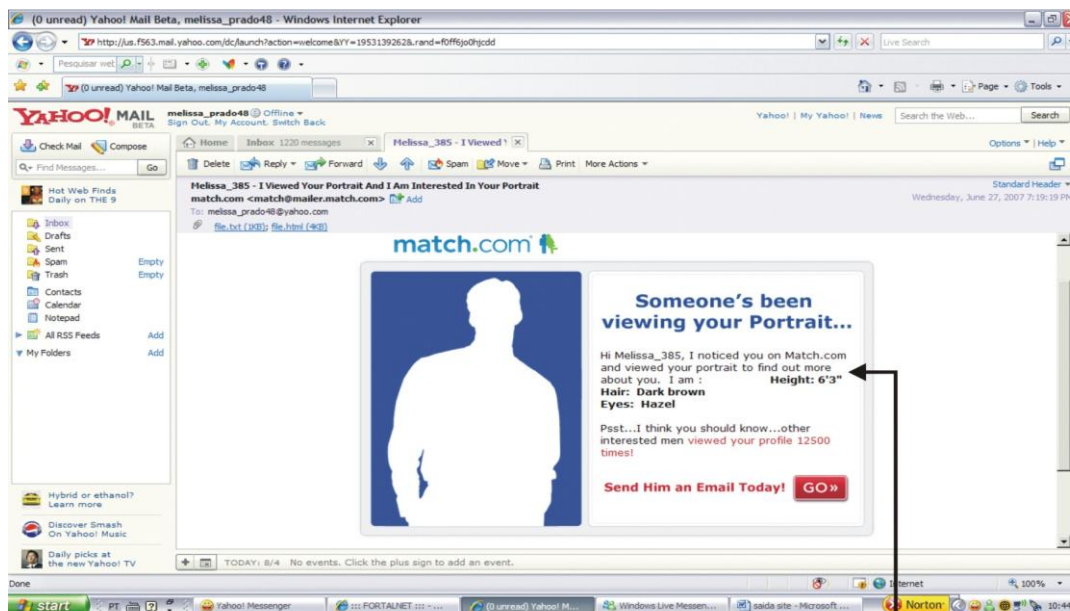 (0 unread) Yahoo! Mail Beta, melissa_prado48 - Windows Internet Explorer
http://us.f563.mail.yahoo.com/dc/launch?action=welcome&YY=1953139262&.rand=f0ff6jo0hjcdd
Live Search
Pesquisar wet
(0 unread) Yahoo! Mail Beta, melissa_prado48
Page
Tools
YAHOO! MAIL
BETA
melissa_prado48 Offline
Sign Out, My Account, Switch Back
Yahoo! | My Yahoo! | News
Search the Web...
Search
Check Mail
Compose
Home
Inbox 1220 messages
Melissa_385 - I Viewed
Options | Help
Find Messages...
Go
Delete Reply Forward Spam Move Print More Actions
Hot Web Finds
Daily on THE 9
Melissa_385 - I Viewed Your Portrait And I Am Interested In Your Portrait
Standard Header
match.com <match@mailer.match.com> Add
Wednesday, June 27, 2007 7:19:19 PM
To: melissa_prado48@yahoo.com
file.txt (1KB); file.html (4KB)
Inbox
Drafts
Sent
Spam Empty
Trash Empty
Contacts
Calendar
Notepad
All RSS Feeds Add
My Folders Add
match.com
Someone's been
viewing your Portrait...
Hi Melissa_385, I noticed you on Match.com
and viewed your portrait to find out more
about you. I am : Height: 6'3"
Hair: Dark brown
Eyes: Hazel
Psst...I think you should know...other
interested men viewed your profile 12500
times!
Send Him an Email Today! GO»
Hybrid or ethanol?
Learn more
Discover Smash
On Yahoo! Music
Daily picks at
the new Yahoo! TV
TODAY: 8/4 No events. Click the plus sign to add an event.
Done
Internet
100%
start
PT
Yahoo! Messenger
::: FORTALNET ::: - ...
(0 unread) Yahoo! M...
Windows Live Messen...
saida site - Microsoft ...
Norton
10:44